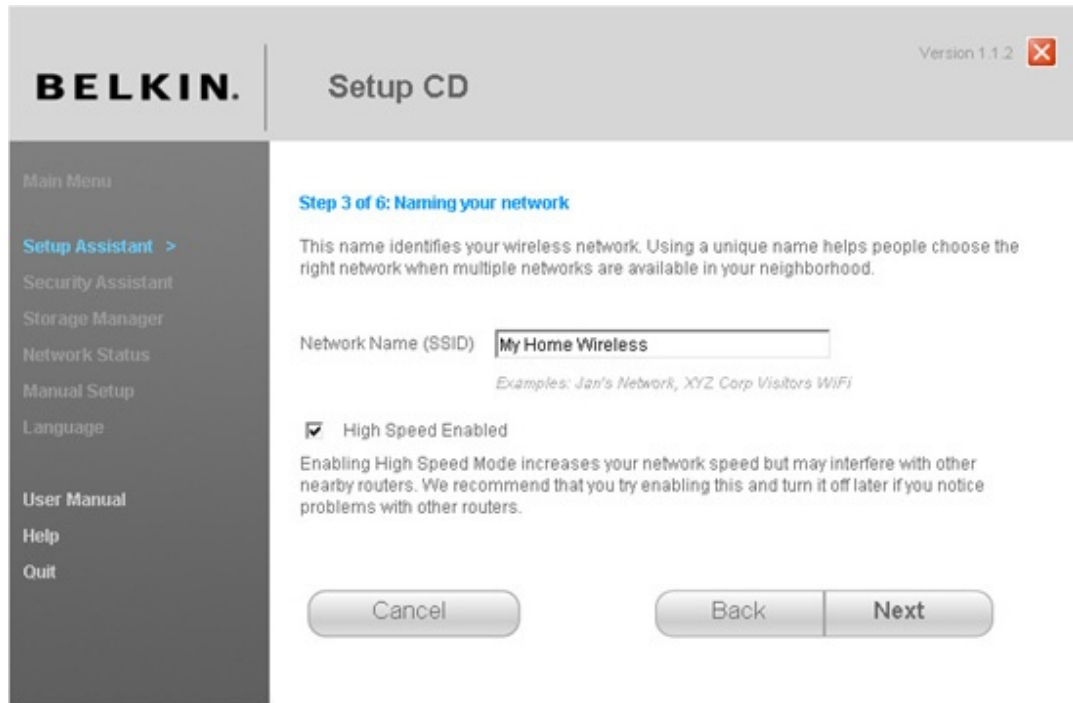 Version 1.1.2
BELKIN.
Setup CD
Main Menu
Setup Assistant >
Security Assistant
Storage Manager
Network Status
Manual Setup
Language
User Manual
Help
Quit
Step 3 of 6: Naming your network
This name identifies your wireless network. Using a unique name helps people choose the
right network when multiple networks are available in your neighborhood.
Network Name (SSID) My Home Wireless
Examples: Jan's Network, XYZ Corp Visitors WiFi
High Speed Enabled
Enabling High Speed Mode increases your network speed but may interfere with other
nearby routers. We recommend that you try enabling this and turn it off later if you notice
problems with other routers.
Cancel Back Next